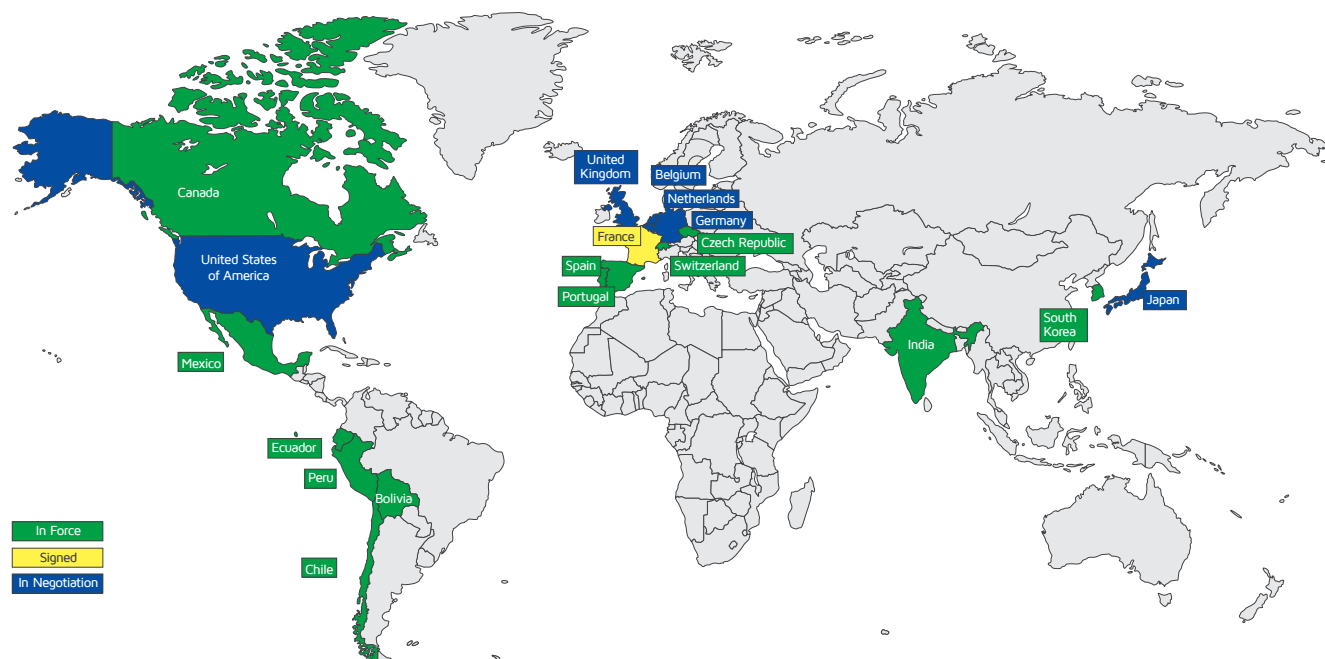 United
Kingdom
Belgium
Netherlands
Canada
Germany
France
Czech Republic
United States
of America
Spain
Switzerland
Portugal
Japan
South
Korea
India
Mexico
Ecuador
Peru
Bolivia
In Force
Signed
Chile
In Negotiation